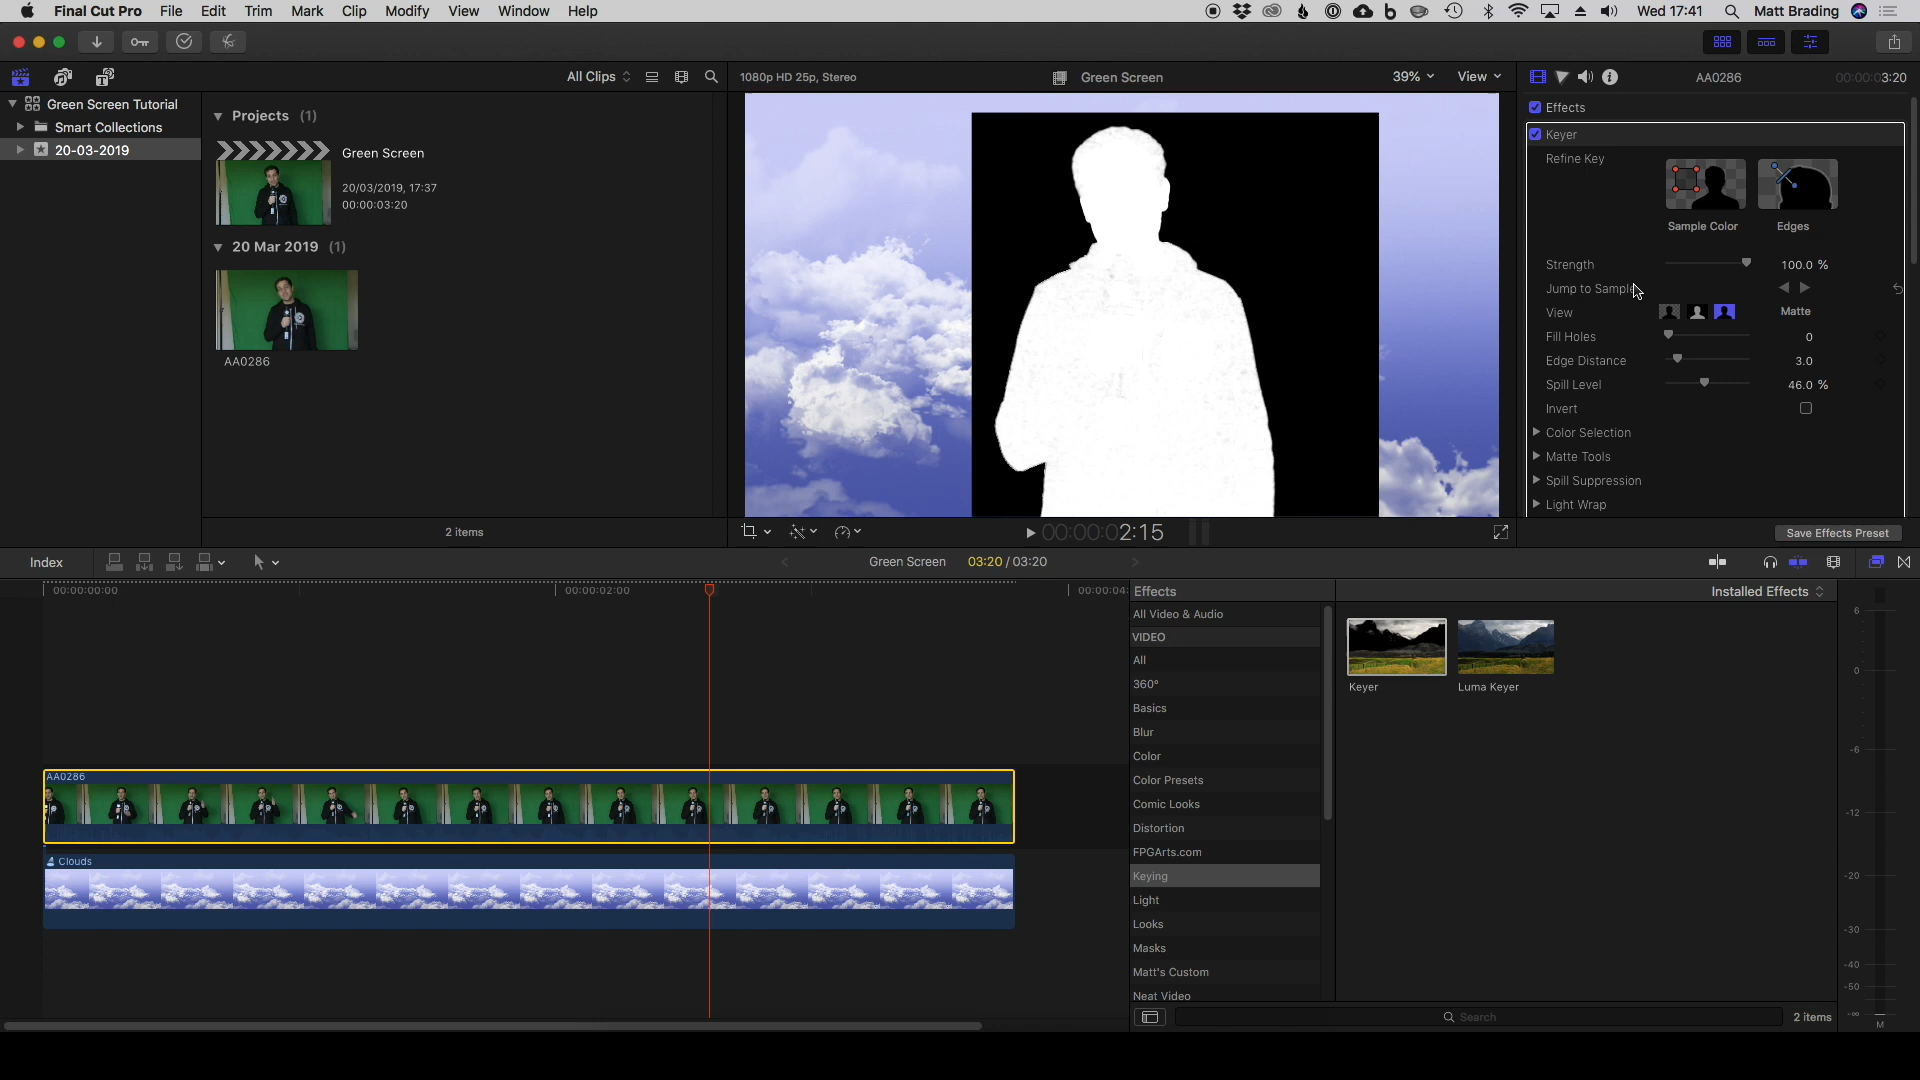 Final Cut Pro File Edit Trim Mark Clip Modify View Window Help Wed 17:41 Matt Brading
All Clips
1080p HD 25p, Stereo
Green Screen
39%
View
AA0286
00:00:03:20
Green Screen Tutorial
Smart Collections
20-03-2019
Projects (1)
Green Screen
20/03/2019, 17:37
00:00:03:20
20 Mar 2019 (1)
AA0286
2 items
00:00:02:15
Effects
Keyer
Refine Key
Sample Color
Edges
Strength
100.0 %
Jump to Sample
View
Matte
Fill Holes
0
Edge Distance
3.0
Spill Level
46.0 %
Invert
Color Selection
Matte Tools
Spill Suppression
Light Wrap
Save Effects Preset
Index
Green Screen
03:20 / 03:20
00:00:00:00
00:00:02:00
00:00:04:
AA0286
Clouds
Effects
Installed Effects
All Video & Audio
VIDEO
All
360°
Basics
Blur
Color
Color Presets
Comic Looks
Distortion
FPGArts.com
Keying
Light
Looks
Masks
Matt's Custom
Neat Video
Keyer
Luma Keyer
Search
2 items
6
0
-6
-12
-20
-30
-40
-50
-∞
M